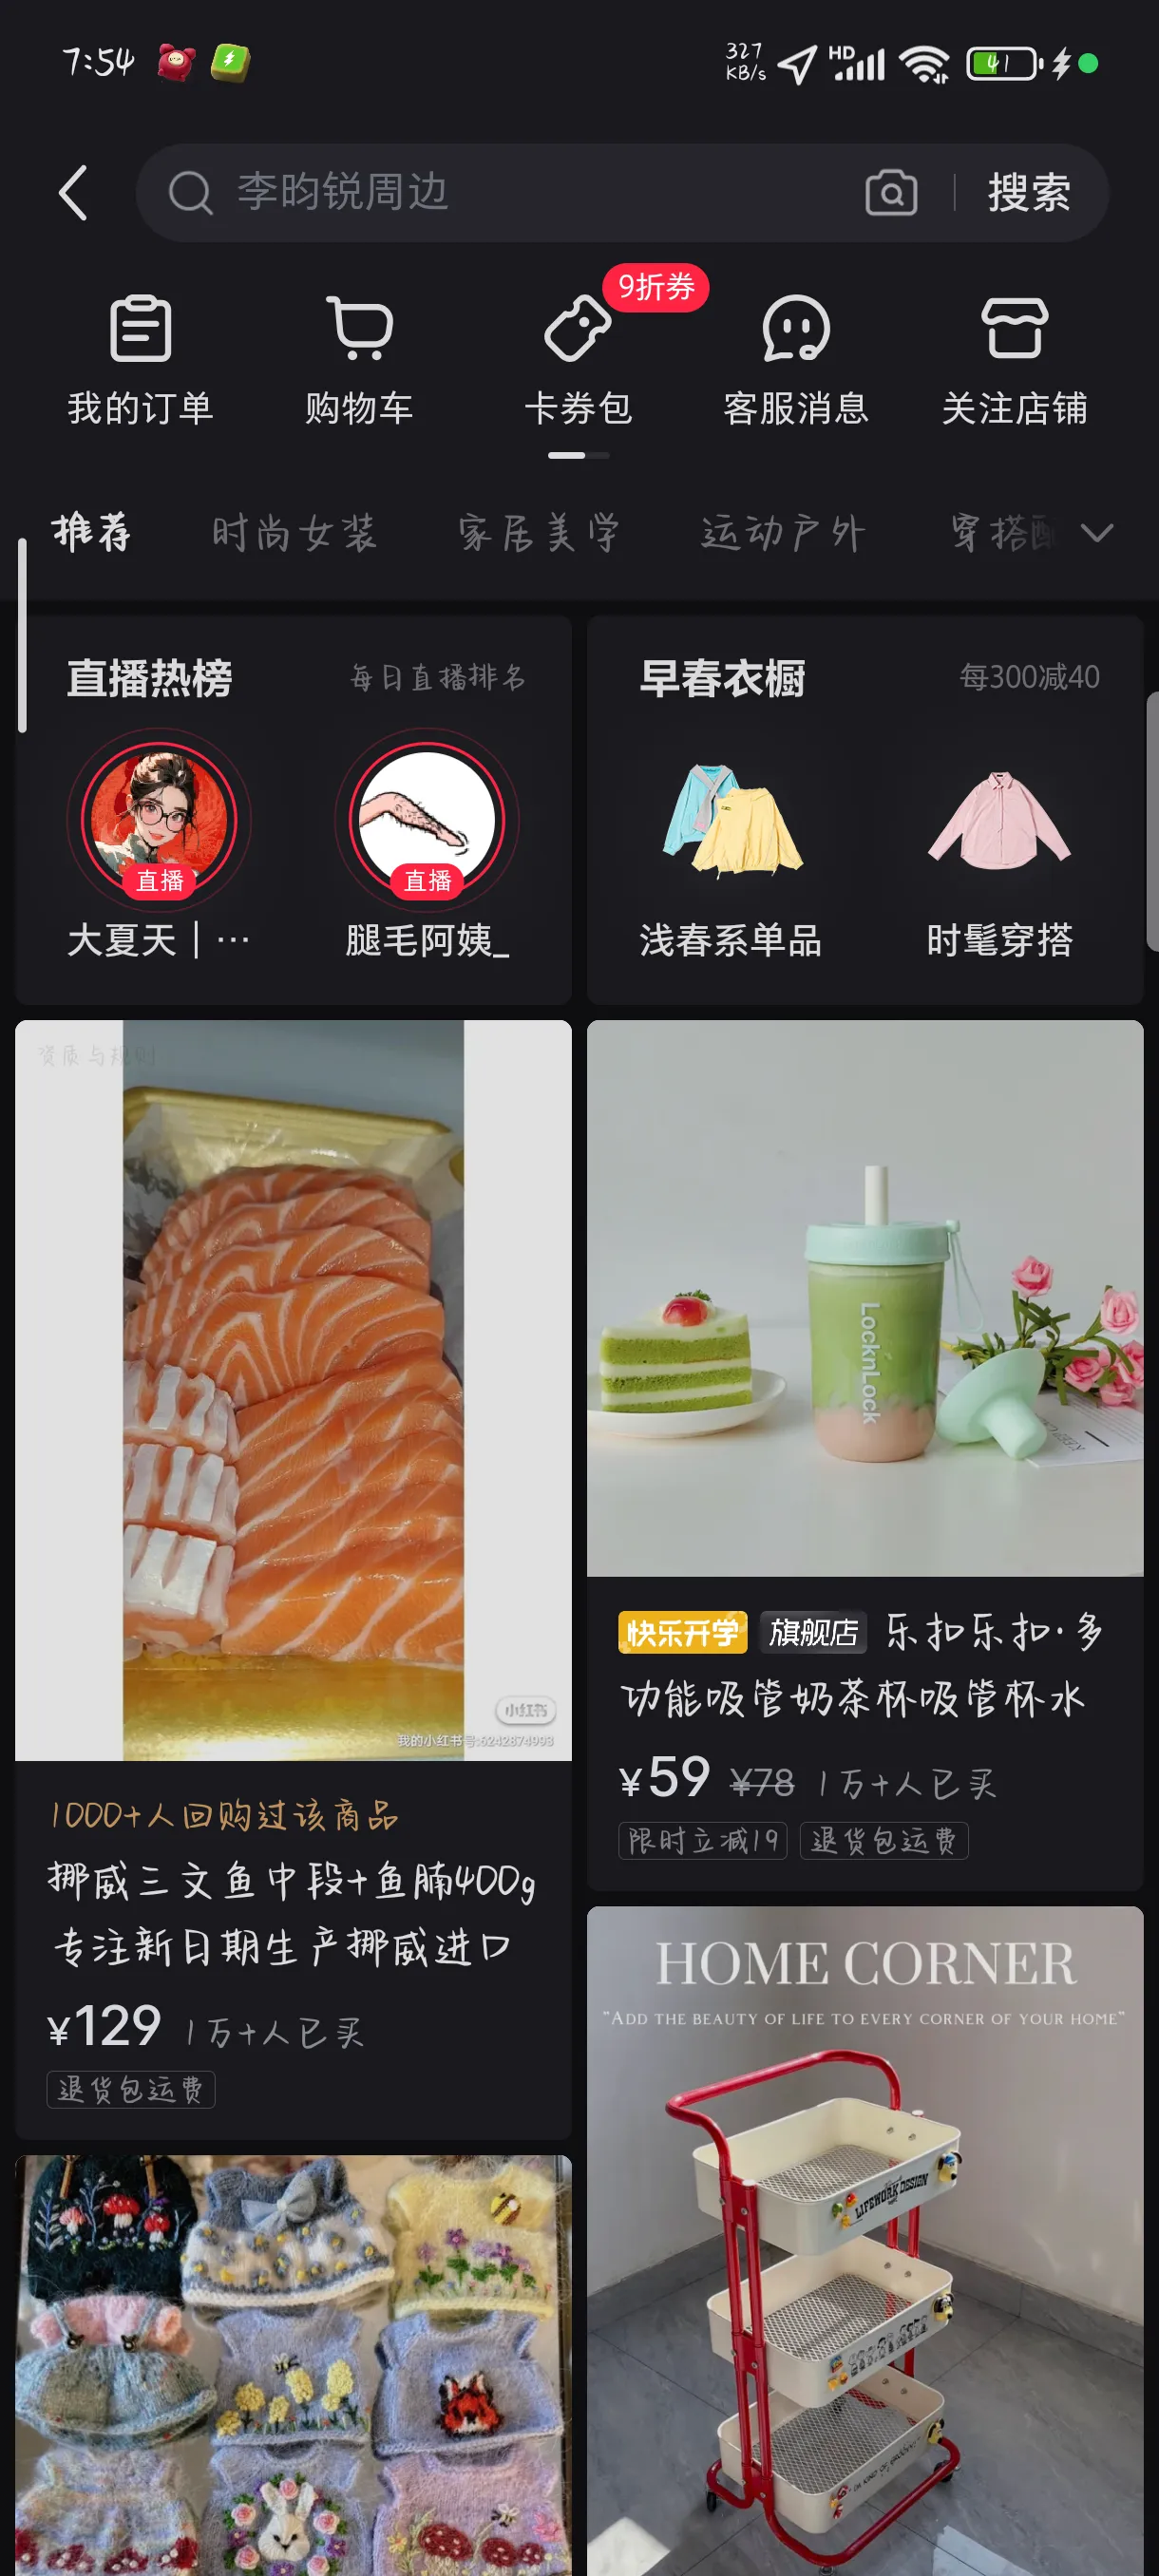 7:54
327
KB/s
HD
41
李昀锐周边
搜索
9折券
我的订单
购物车
卡券包
客服消息
关注店铺
推荐
时尚女装
家居美学
运动户外
穿搭配
直播热榜
每日直播排名
直播
直播
大夏天｜…
腿毛阿姨_
早春衣橱
每300减40
浅春系单品
时髦穿搭
资质与规则
小红书
我的小红书号:6242874993
1000+人回购过该商品
挪威三文鱼中段+鱼腩400g
专注新日期生产挪威进口
¥129 1万+人已买
退货包运费
LocknLock
快乐开学 旗舰店 乐扣乐扣·多
功能吸管奶茶杯吸管杯水
¥59 ¥78 1万+人已买
限时立减19 退货包运费
HOME CORNER
"ADD THE BEAUTY OF LIFE TO EVERY CORNER OF YOUR HOME"
LIFEWORK DESIGN